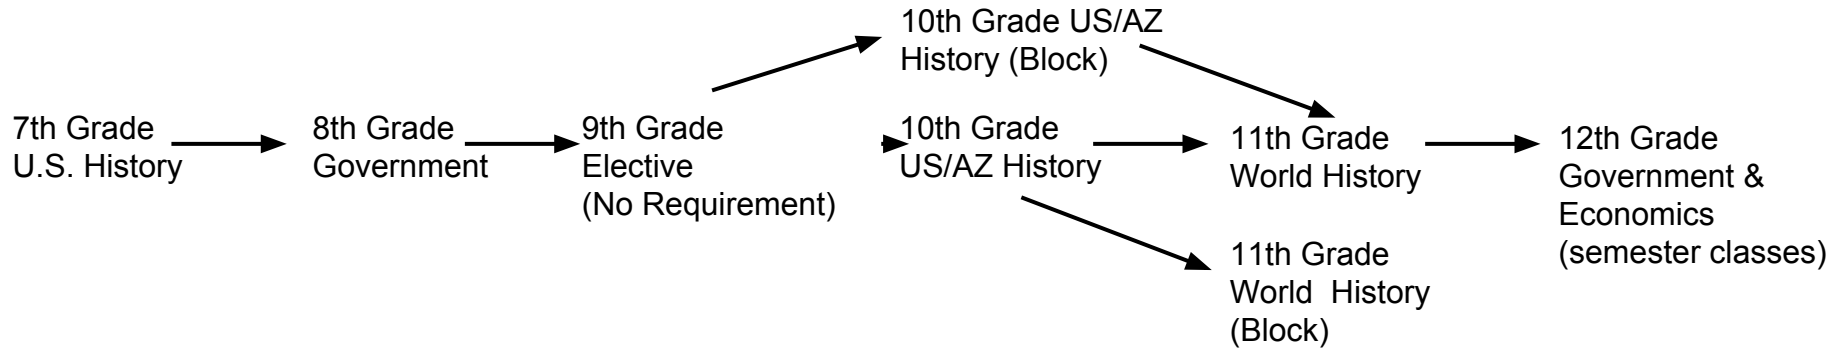 7th Grade
U.S. History
8th Grade
Government
9th Grade
Elective
(No Requirement)
10th Grade US/AZ
History (Block)
10th Grade
US/AZ History
11th Grade
World History
11th Grade
World  History
(Block)
12th Grade
Government &
Economics
(semester classes)